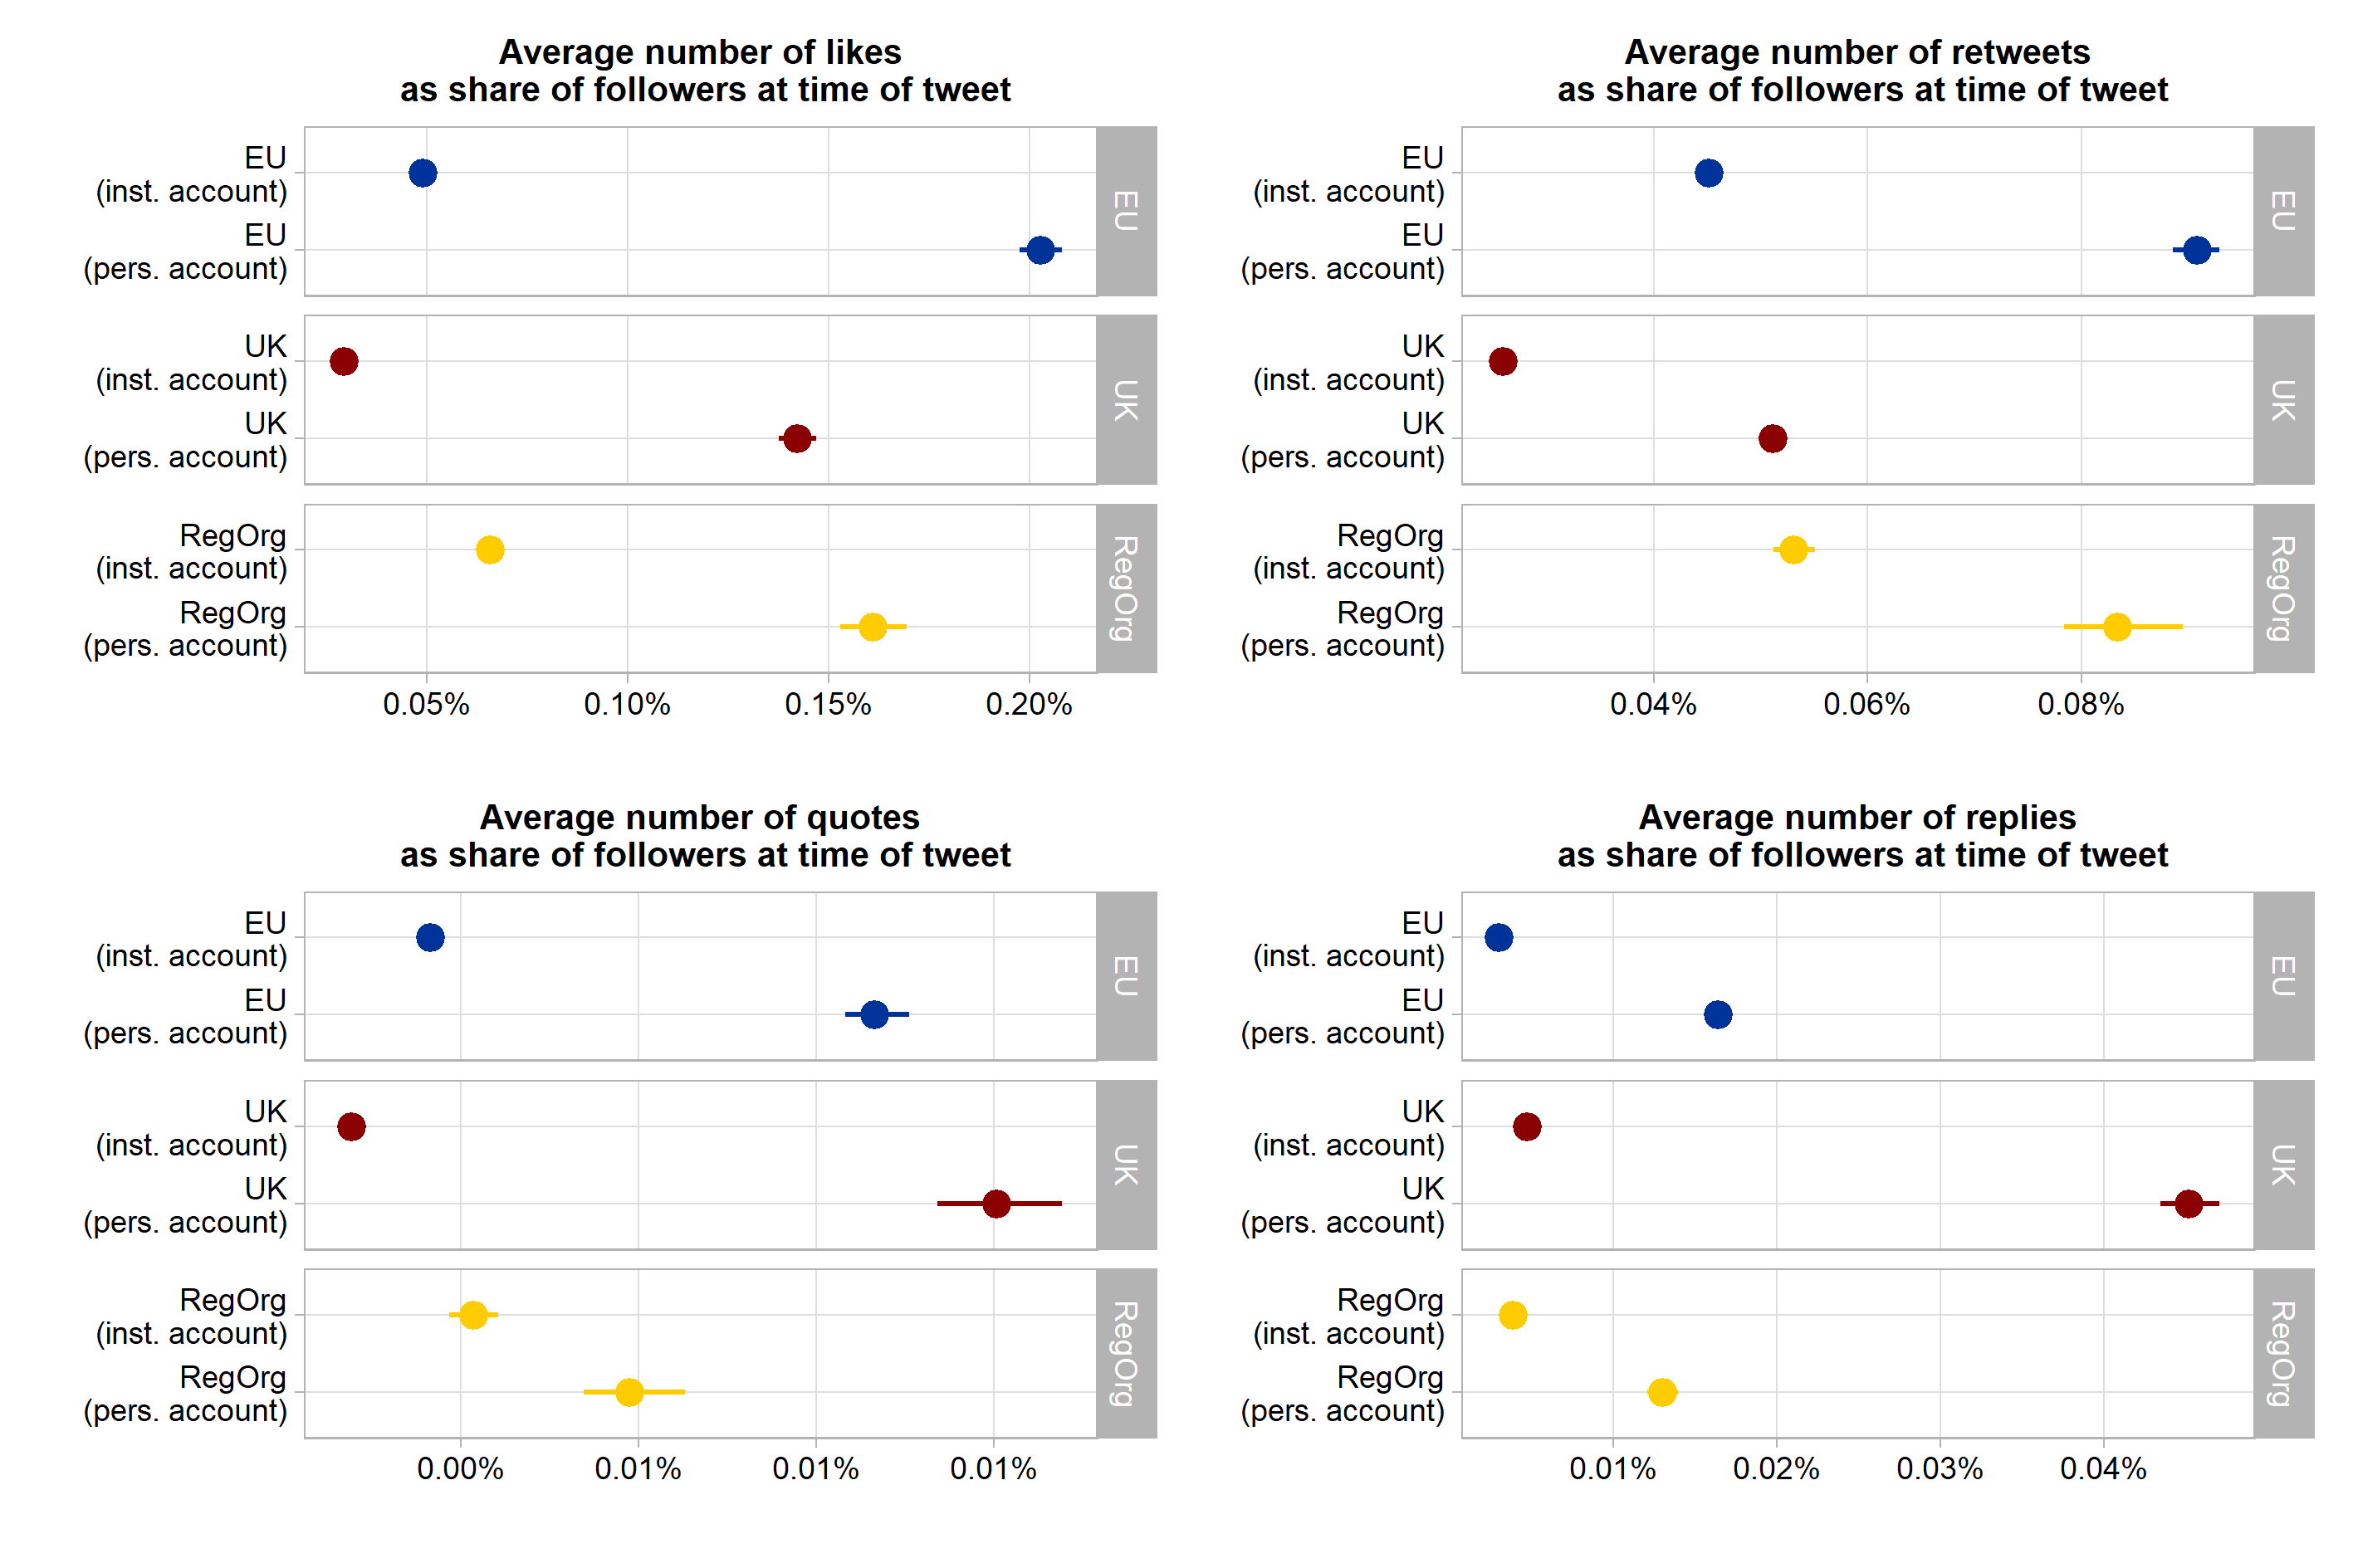 Average number of likes
as share of followers at time of tweet
EU
(inst. account)
EU
(pers. account)
EU
UK
(inst. account)
UK
(pers. account)
UK
RegOrg
(inst. account)
RegOrg
(pers. account)
RegOrg
0.05% 0.10% 0.15% 0.20%
Average number of retweets
as share of followers at time of tweet
EU
(inst. account)
EU
(pers. account)
EU
UK
(inst. account)
UK
(pers. account)
UK
RegOrg
(inst. account)
RegOrg
(pers. account)
RegOrg
0.04% 0.06% 0.08%
Average number of quotes
as share of followers at time of tweet
EU
(inst. account)
EU
(pers. account)
EU
UK
(inst. account)
UK
(pers. account)
UK
RegOrg
(inst. account)
RegOrg
(pers. account)
RegOrg
0.00% 0.01% 0.01% 0.01%
Average number of replies
as share of followers at time of tweet
EU
(inst. account)
EU
(pers. account)
EU
UK
(inst. account)
UK
(pers. account)
UK
RegOrg
(inst. account)
RegOrg
(pers. account)
RegOrg
0.01% 0.02% 0.03% 0.04%